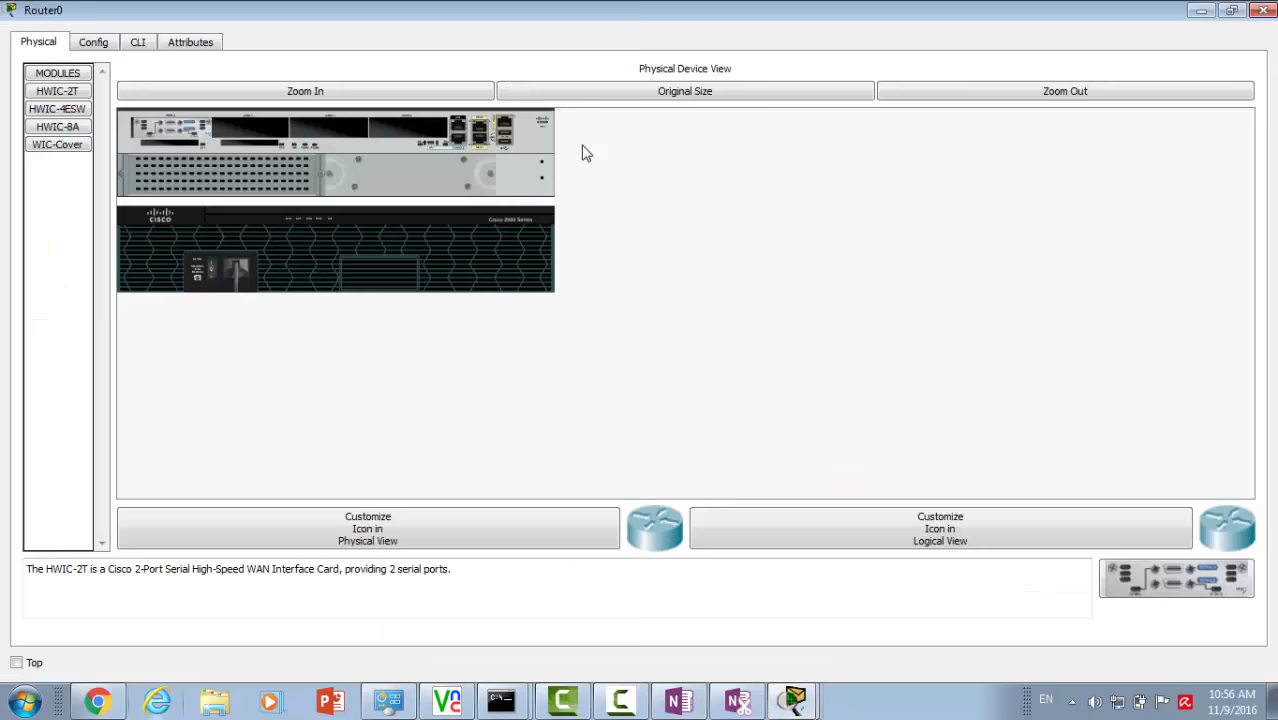 Router0
Physical
Config
CLI
Attributes
MODULES
HWIC-2T
HWIC-4ESW
HWIC-8A
WIC-Cover
Physical Device View
Zoom In
Original Size
Zoom Out
CISCO
Customize
Icon in
Physical View
Customize
Icon in
Logical View
The HWIC-2T is a Cisco 2-Port Serial High-Speed WAN Interface Card, providing 2 serial ports.
Top
EN
10:56 AM
11/9/2016